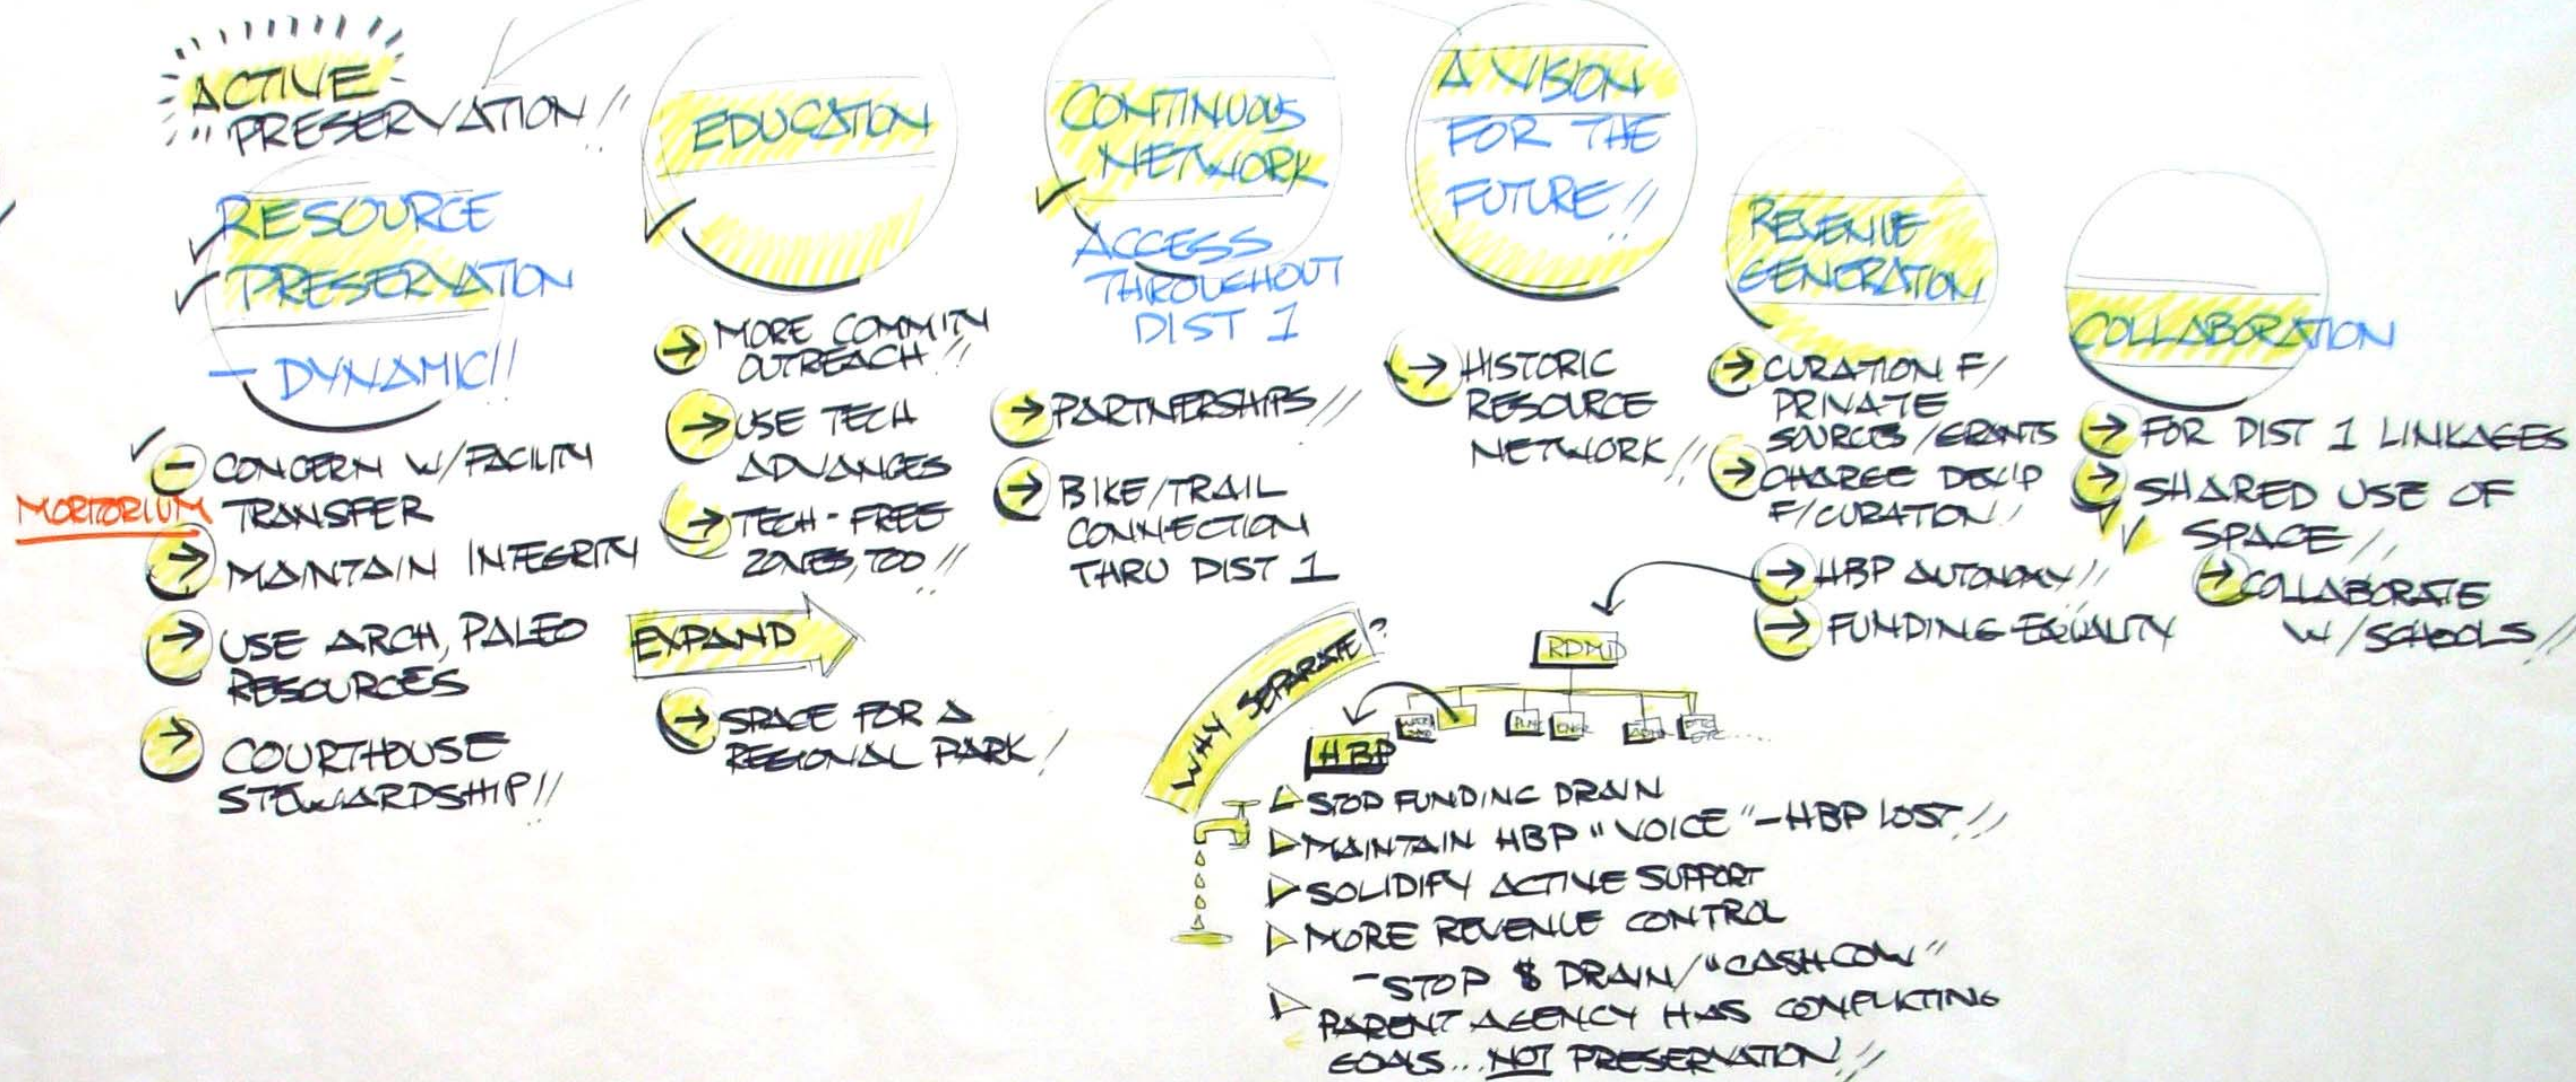 ACTIVE
PRESERVATION!!
RESOURCE
PRESERVATION
- DYNAMIC!!
- CONCERN W/FACILITY
TRANSFER
MORTORIUM
→ MAINTAIN INTEGRITY
→ USE ARCH, PALEO
RESOURCES
→ COURTHOUSE
STEWARDSHIP!!
EDUCATION
→ MORE COMM'ITY
OUTREACH!!
→ USE TECH
ADVANCES
→ TECH-FREE
ZONES, TOO!!
EXPAND
→ SPACE FOR A
REGIONAL PARK!
CONTINUOUS
NETWORK
ACCESS
THROUGHOUT
DIST 1
→ PARTNERSHIPS!!
→ BIKE/TRAIL
CONNECTION
THRU DIST 1
A VISION
FOR THE
FUTURE!!
→ HISTORIC
RESOURCE
NETWORK!!
REVENUE
GENERATION
→ CURATION F/
PRIVATE
SOURCES/GRANTS
→ CHARGE
F/CURATION!
→ HBP AUTONOMY!!
→ FUNDING EQUALITY
COLLABORATION
→ FOR DIST 1 LINKAGES
→ SHARED USE OF
SPACE!!
→ COLLABORATE
W/SCHOOLS!!
WHY SEPARATE?
RDMD
HBP
STOP FUNDING DRAIN
MAINTAIN HBP "VOICE" - HBP LOST!!
SOLIDIFY ACTIVE SUPPORT
MORE REVENUE CONTROL
- STOP $ DRAIN/"CASH COW"
PARENT AGENCY HAS CONFLICTING
GOALS...NOT PRESERVATION!!